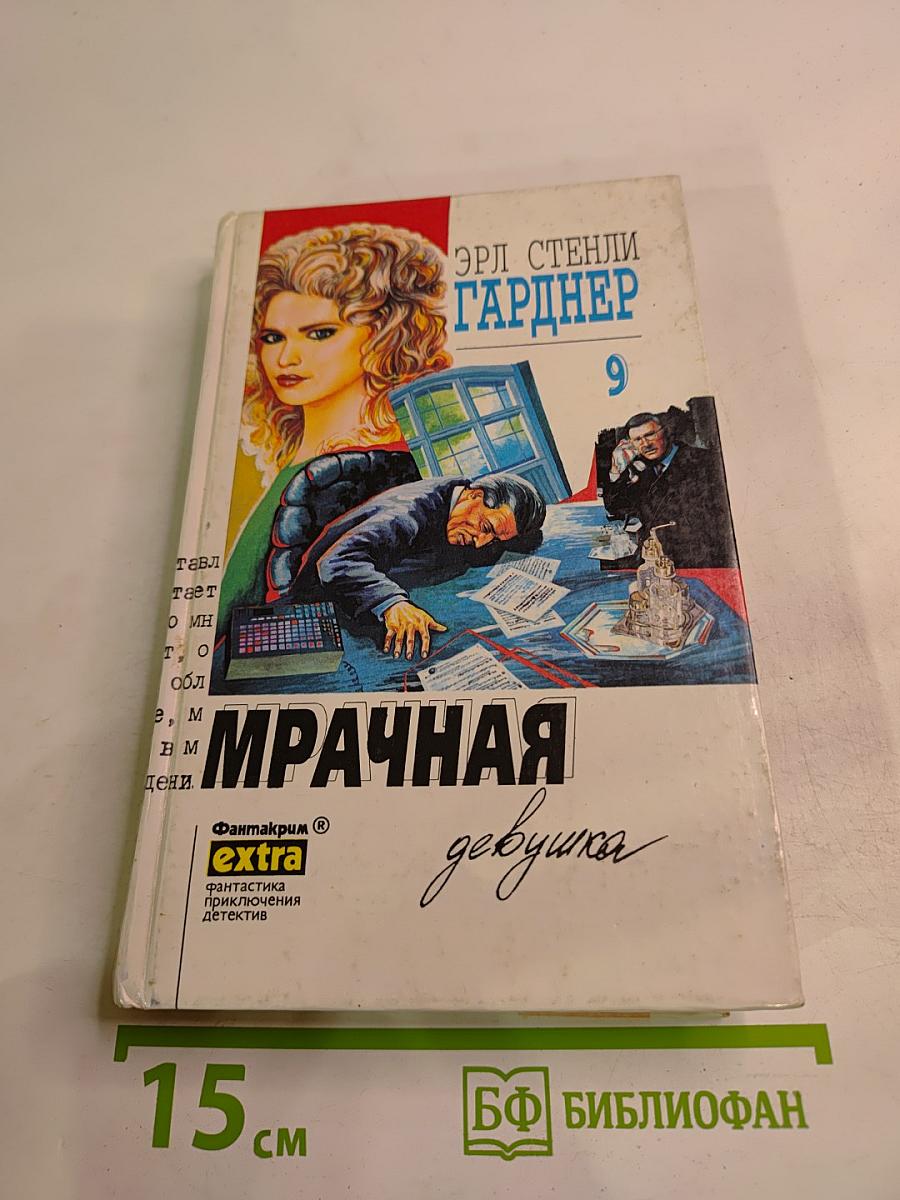 ЭРЛ СТЕНЛИ
ГАРДНЕР
9
тавл
тает
о мн
т, о
обл
е, м
в м
дени
МРАЧНАЯ
девушка
Фантакрим ®
extra
фантастика
приключения
детектив
15 см
БФ БИБЛИОФАН